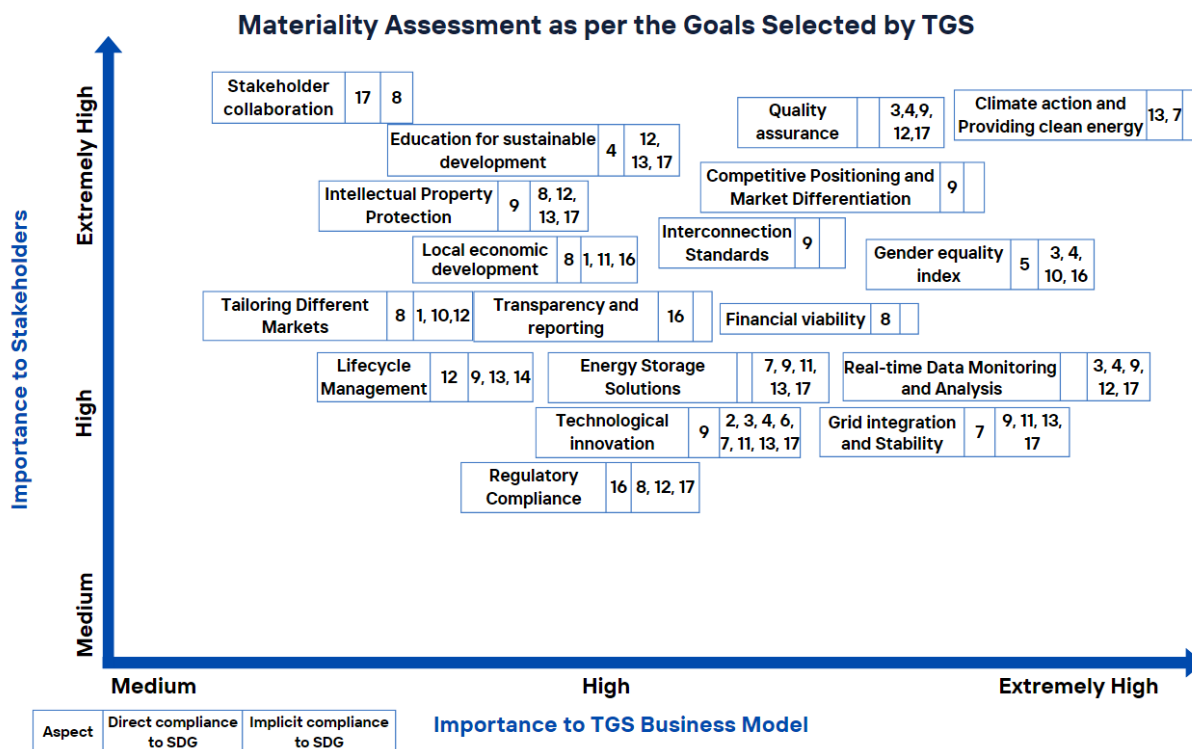 Materiality Assessment as per the Goals Selected by TGS
Importance to Stakeholders
Extremely High
High
Medium
Stakeholder
collaboration
17
8
Quality
assurance
3,4,9,
12,17
Climate action and
Providing clean energy
13, 7
Education for sustainable
development
4
12,
13, 17
Intellectual Property
Protection
9
8, 12,
13, 17
Competitive Positioning and
Market Differentiation
9
Local economic
development
8
1, 11, 16
Interconnection
Standards
9
Gender equality
index
5
3, 4,
10, 16
Tailoring Different
Markets
8
1, 10,12
Transparency and
reporting
16
Financial viability
8
Lifecycle
Management
12
9, 13, 14
Energy Storage
Solutions
7, 9, 11,
13, 17
Real-time Data Monitoring
and Analysis
3, 4, 9,
12, 17
Technological
innovation
9
2, 3, 4, 6,
7, 11, 13, 17
Grid integration
and Stability
7
9, 11, 13,
17
Regulatory
Compliance
16
8, 12, 17
Medium
High
Extremely High
Importance to TGS Business Model
Aspect
Direct compliance
to SDG
Implicit compliance
to SDG